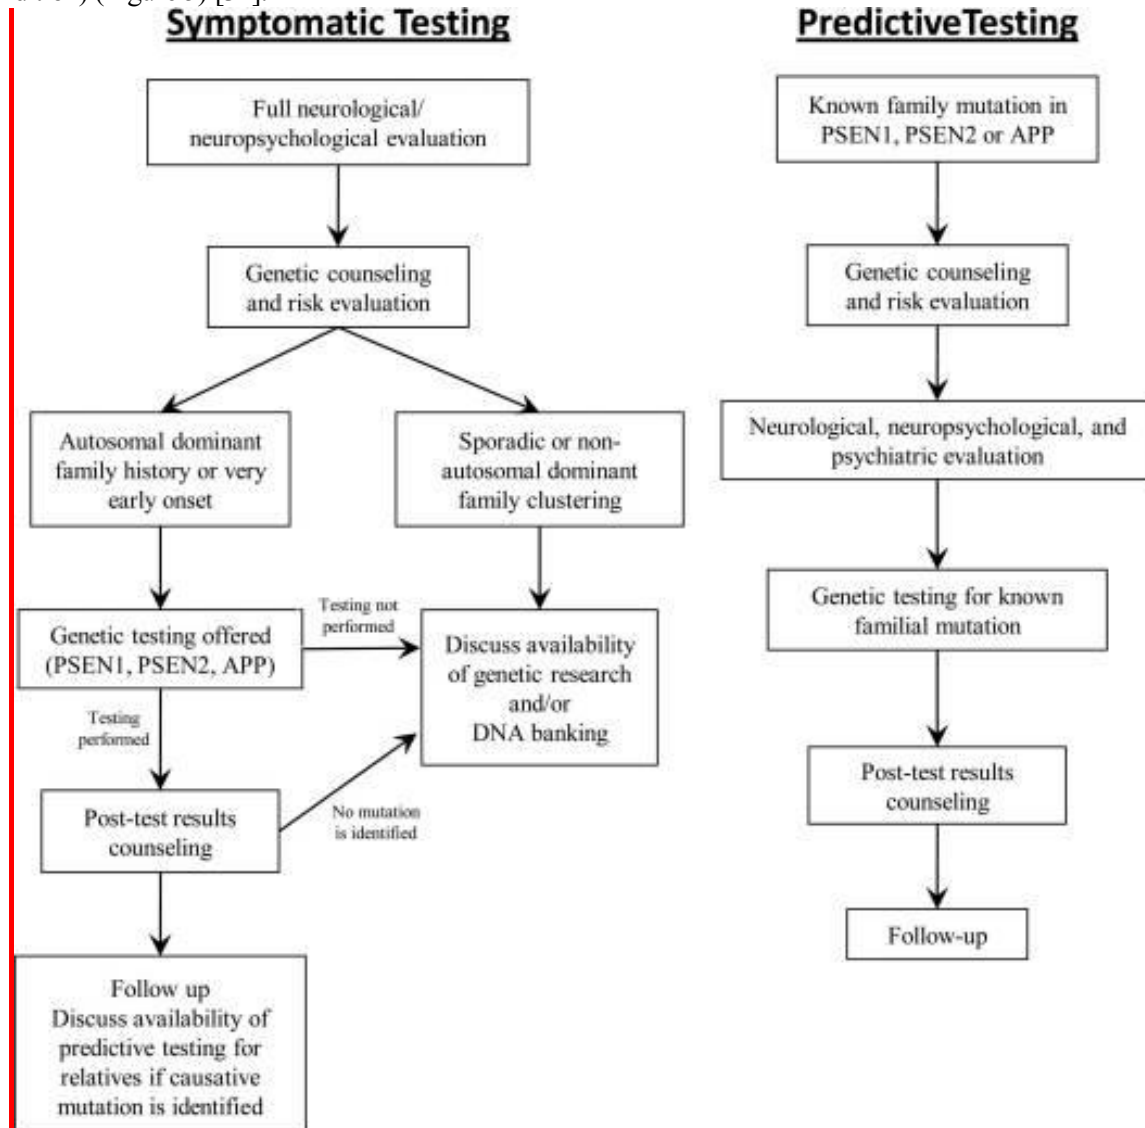 Symptomatic Testing
Full neurological/
neuropsychological evaluation
Genetic counseling
and risk evaluation
Autosomal dominant
family history or very
early onset
Sporadic or non-
autosomal dominant
family clustering
Genetic testing offered
(PSEN1, PSEN2, APP)
Testing not
performed
Discuss availability
of genetic research
and/or
DNA banking
Testing
performed
Post-test results
counseling
No mutation
is identified
Follow up
Discuss availability of
predictive testing for
relatives if causative
mutation is identified
PredictiveTesting
Known family mutation in
PSEN1, PSEN2 or APP
Genetic counseling
and risk evaluation
Neurological, neuropsychological, and
psychiatric evaluation
Genetic testing for known
familial mutation
Post-test results
counseling
Follow-up